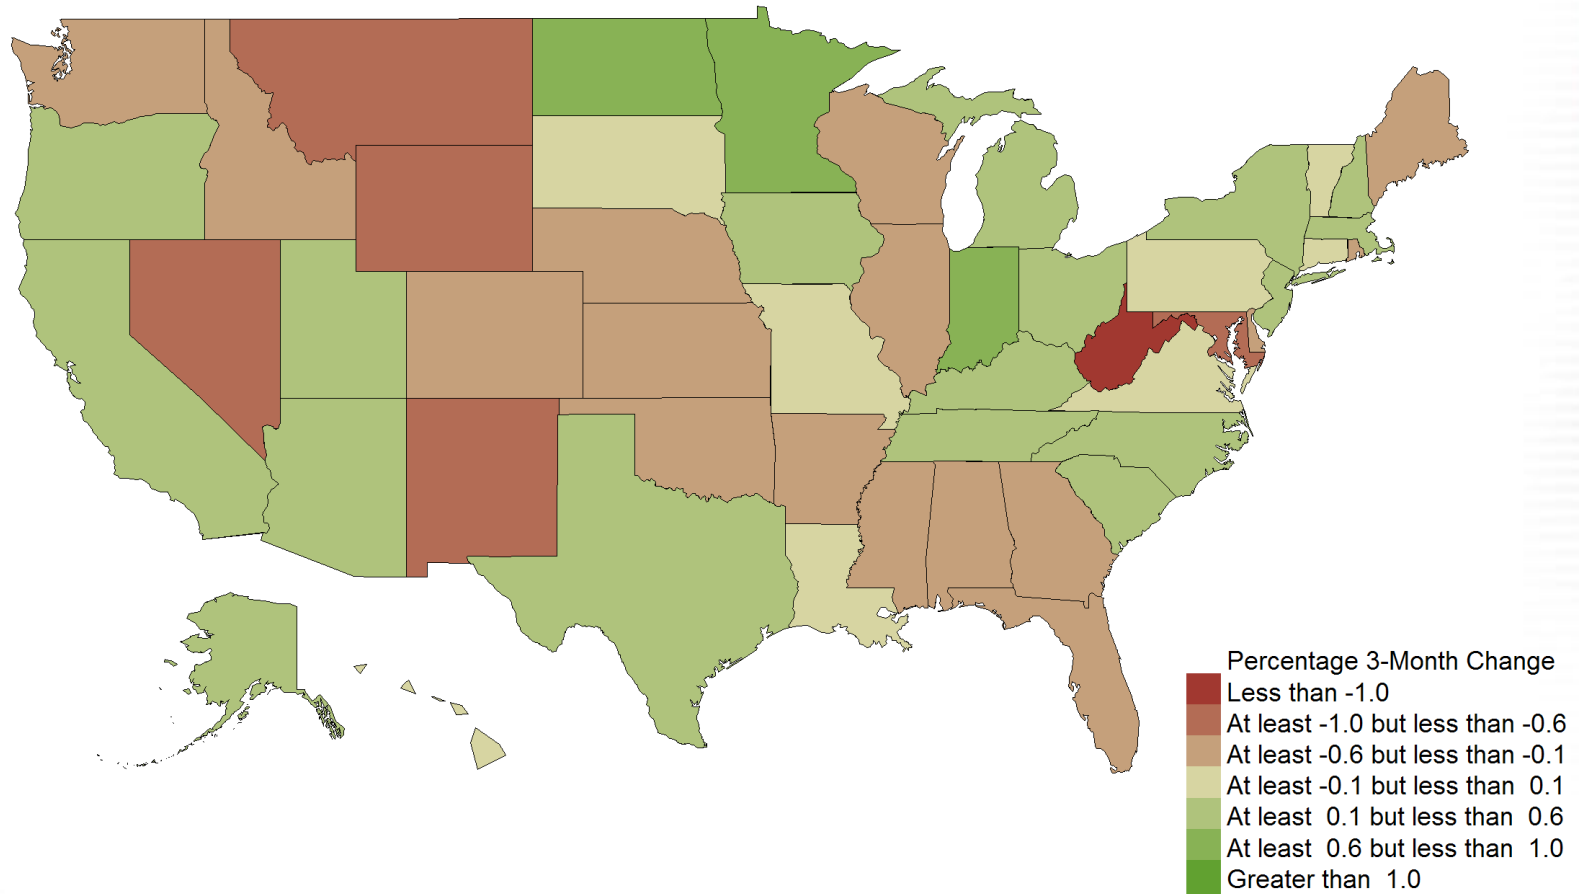 Percentage 3-Month Change
Less than -1.0
At least -1.0 but less than -0.6
At least -0.6 but less than -0.1
At least -0.1 but less than 0.1
At least 0.1 but less than 0.6
At least 0.6 but less than 1.0
Greater than 1.0